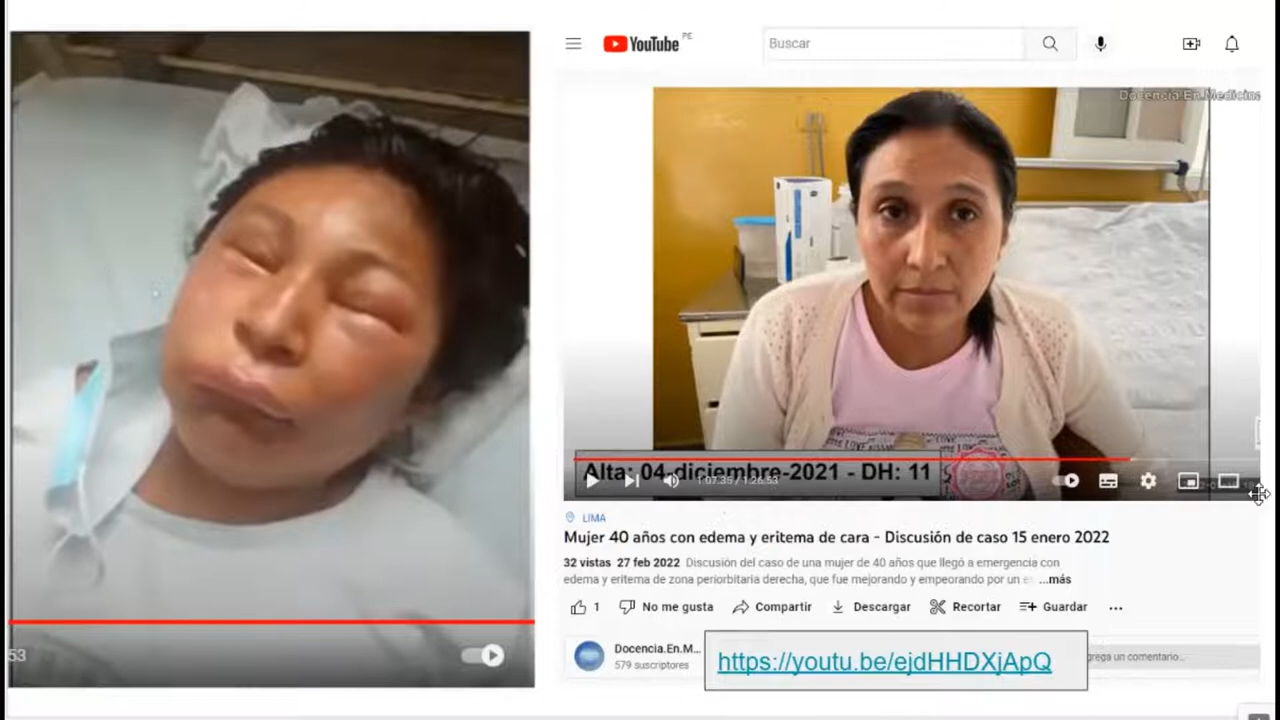 53
YouTube PE
Buscar
Docencia.En.Medicina
LOVE
Alta: 04-diciembre-2021 - DH: 11
1:07:35 / 1:26:53
LIMA
Mujer 40 años con edema y eritema de cara - Discusión de caso 15 enero 2022
32 vistas 27 feb 2022 Discusión del caso de una mujer de 40 años que llegó a emergencia con
edema y eritema de zona periorbitaria derecha, que fue mejorando y empeorando por un ...más
1 No me gusta Compartir Descargar Recortar Guardar ...
Docencia.En.M...
579 suscriptores
https://youtu.be/ejdHHDXjApQ
grega un comentario...